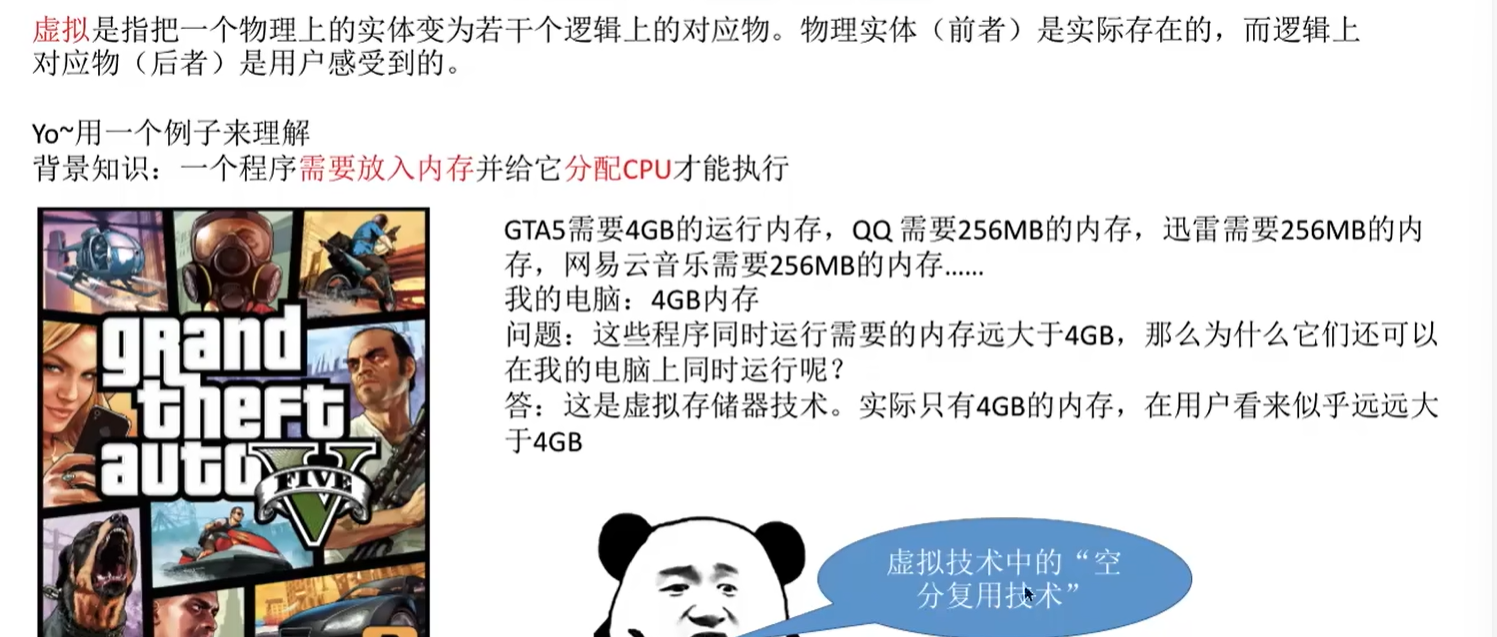 虚拟是指把一个物理上的实体变为若干个逻辑上的对应物。物理实体（前者）是实际存在的，而逻辑上
对应物（后者）是用户感受到的。
Yo~用一个例子来理解
背景知识：一个程序需要放入内存并给它分配CPU才能执行
grand
theft
auto
FIVE
GTA5需要4GB的运行内存，QQ 需要256MB的内存，迅雷需要256MB的内
存，网易云音乐需要256MB的内存……
我的电脑：4GB内存
问题：这些程序同时运行需要的内存远大于4GB，那么为什么它们还可以
在我的电脑上同时运行呢？
答：这是虚拟存储器技术。实际只有4GB的内存，在用户看来似乎远远大
于4GB
虚拟技术中的“空
分复用技术”